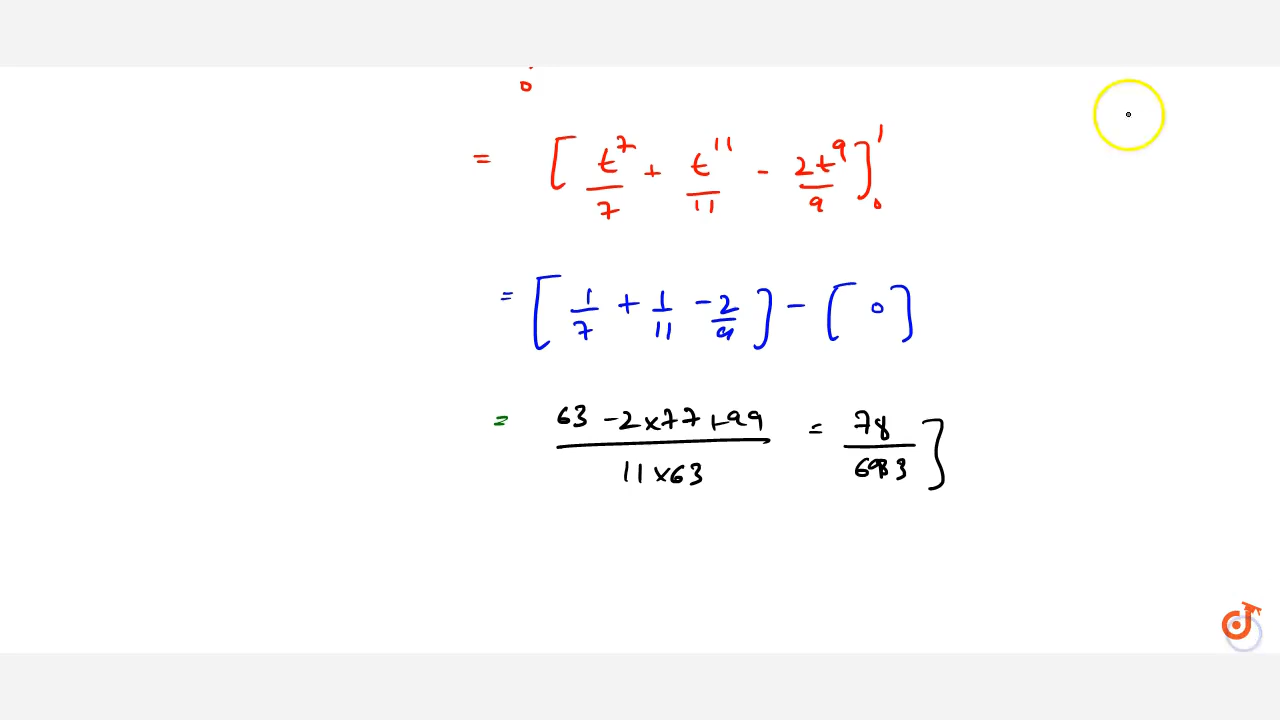 0
= [ t^7/7 + t^11/11 - 2t^9/9 ]_0^1
= [ 1/7 + 1/11 - 2/9 ] - [ 0 ]
= (63 - 2x77 + 99)/(11x63) = 78/693 ]